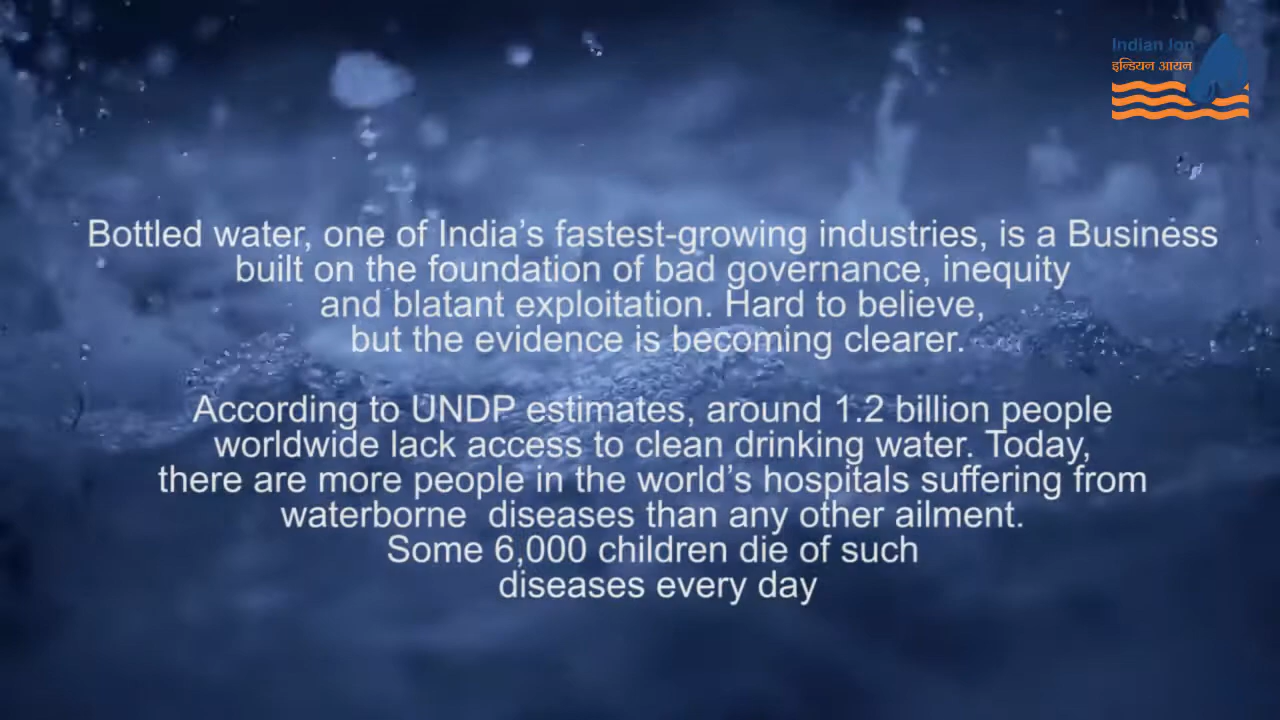 Indian Ion
इन्डियन आयन
Bottled water, one of India's fastest-growing industries, is a Business
built on the foundation of bad governance, inequity
and blatant exploitation. Hard to believe,
but the evidence is becoming clearer.
According to UNDP estimates, around 1.2 billion people
worldwide lack access to clean drinking water. Today,
there are more people in the world's hospitals suffering from
waterborne  diseases than any other ailment.
Some 6,000 children die of such
diseases every day